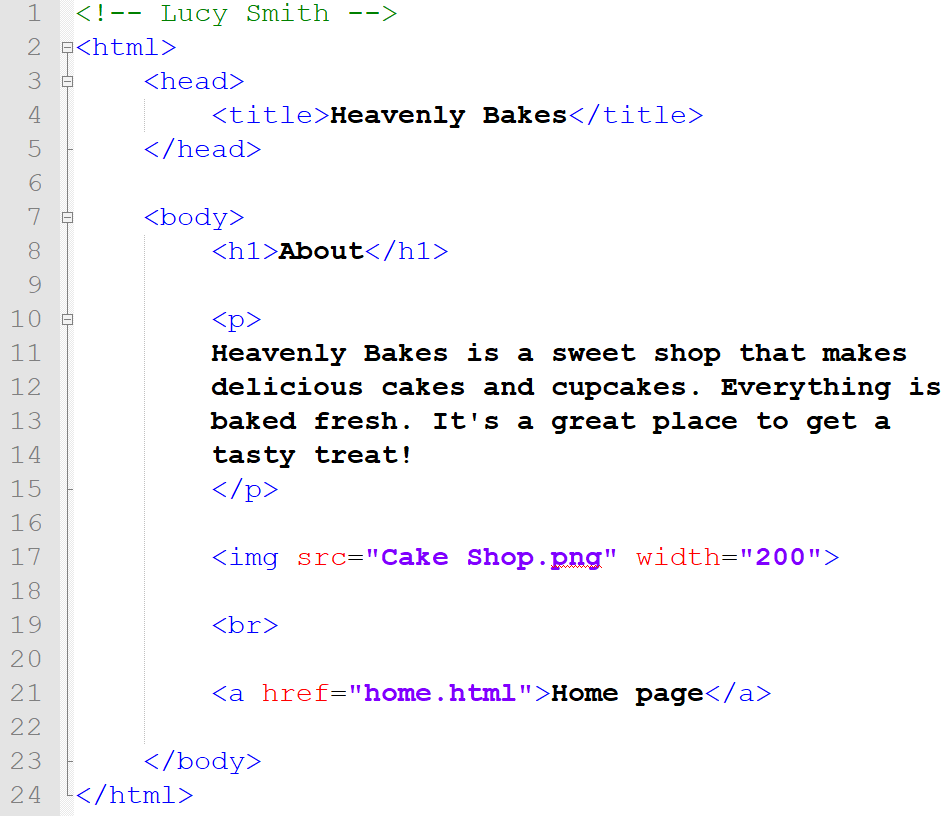 1 <!-- Lucy Smith -->
2 <html>
3 <head>
4 <title>Heavenly Bakes</title>
5 </head>
6
7 <body>
8 <h1>About</h1>
9
10 <p>
11 Heavenly Bakes is a sweet shop that makes
12 delicious cakes and cupcakes. Everything is
13 baked fresh. It's a great place to get a
14 tasty treat!
15 </p>
16
17 <img src="Cake Shop.png" width="200">
18
19 <br>
20
21 <a href="home.html">Home page</a>
22
23 </body>
24 </html>